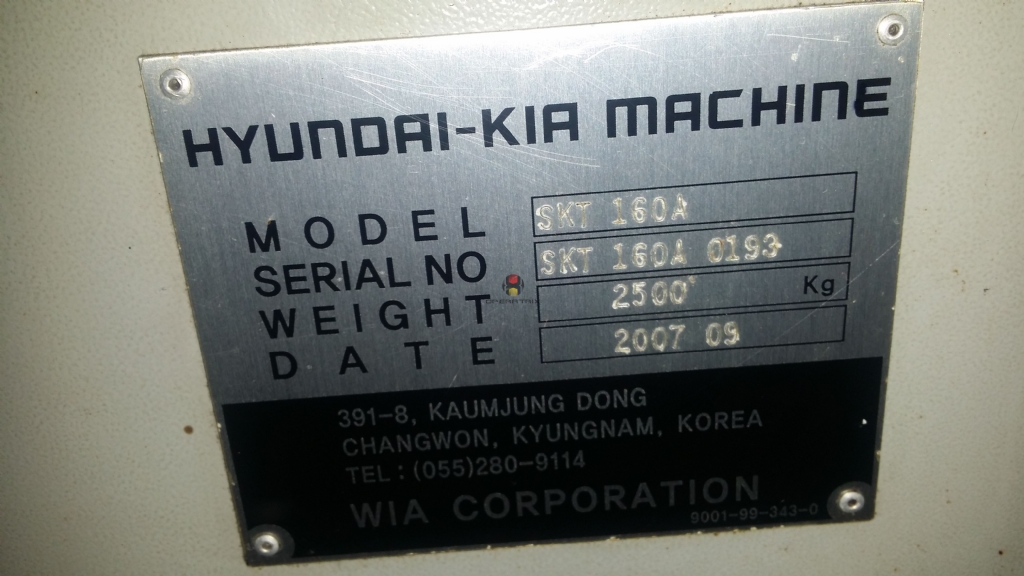 HYUNDAI-KIA MACHINE
MODEL SKT 160A
SERIAL NO SKT 160A 0193
WEIGHT 2500 Kg
DATE 2007 09
391-8, KAUMJUNG DONG
CHANGWON, KYUNGNAM, KOREA
TEL : (055)280-9114
WIA CORPORATION
9001-99-343-0